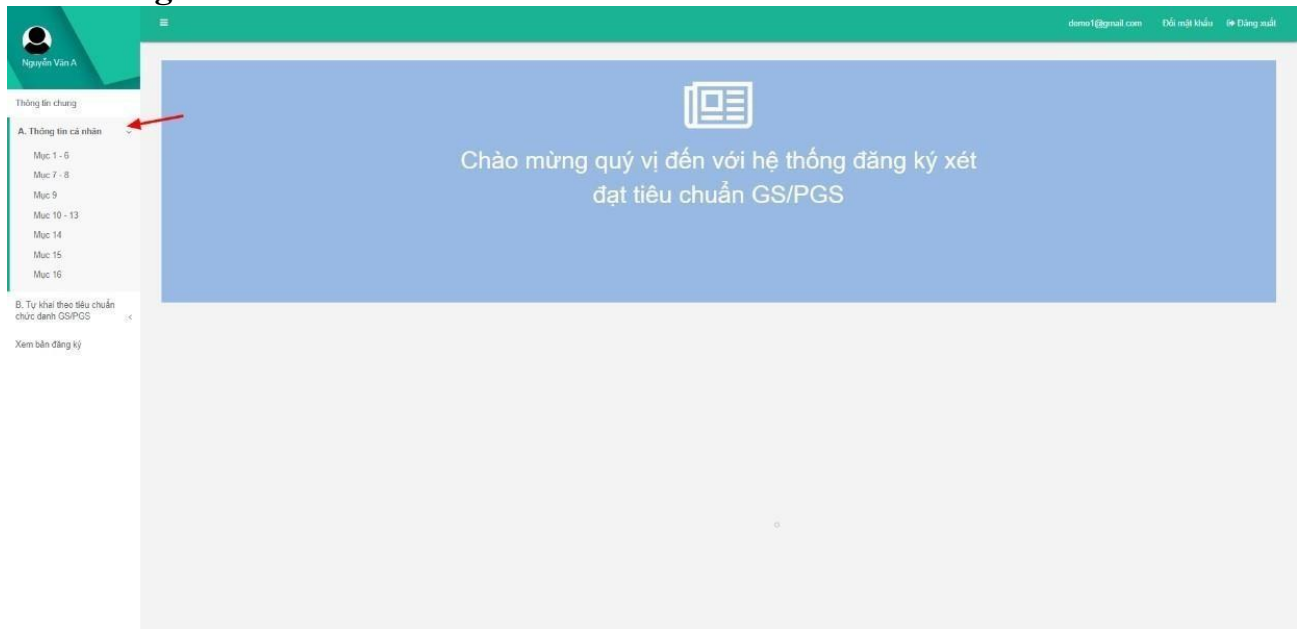 demo1@gmail.com Đổi mật khẩu Đăng xuất
Nguyễn Văn A
Thông tin chung
A. Thông tin cá nhân
Mục 1 - 6
Mục 7 - 8
Mục 9
Mục 10 - 13
Mục 14
Mục 15
Mục 16
B. Tự khai theo tiêu chuẩn
chức danh GS/PGS
Xem bản đăng ký
Chào mừng quý vị đến với hệ thống đăng ký xét
đạt tiêu chuẩn GS/PGS